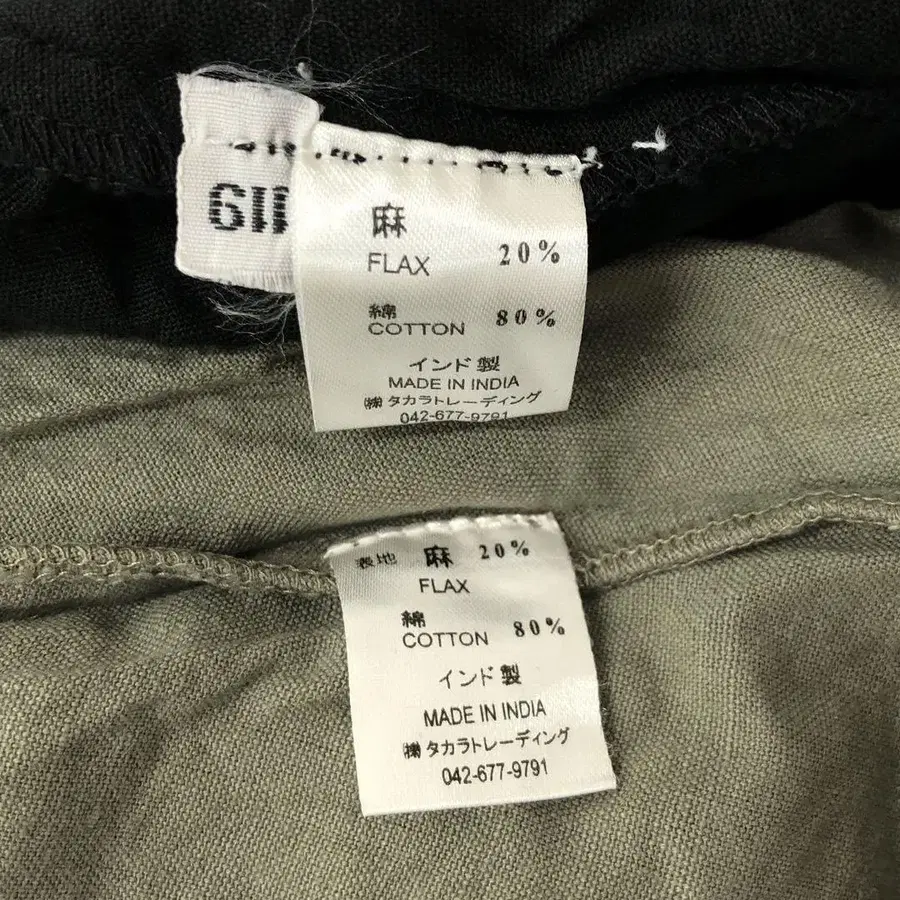 麻
FLAX 20%
綿
COTTON 80%
インド製
MADE IN INDIA
㈱タカラトレーディング
042-677-9791
表地 麻 20%
FLAX
綿
COTTON 80%
インド製
MADE IN INDIA
㈱タカラトレーディング
042-677-9791